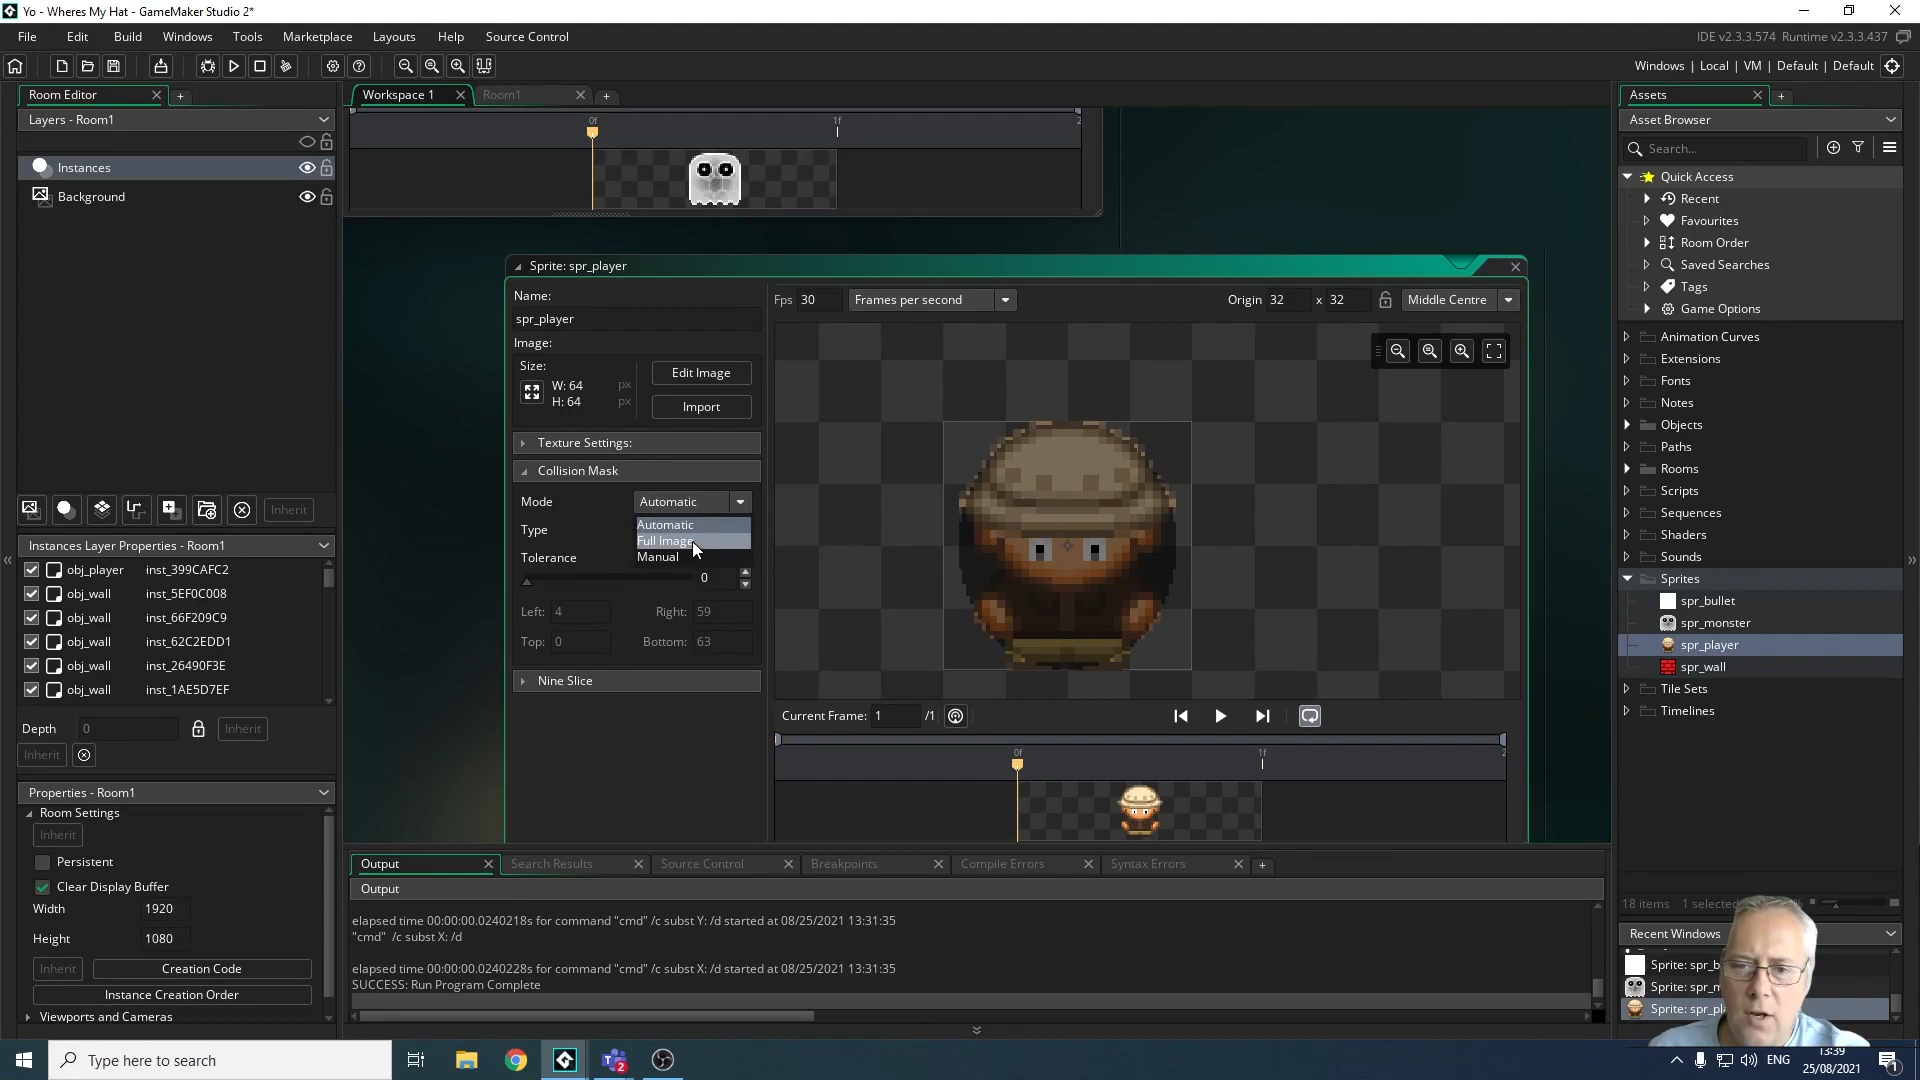 Yo - Wheres My Hat - GameMaker Studio 2*
File Edit Build Windows Tools Marketplace Layouts Help Source Control
IDE v2.3.3.574 Runtime v2.3.3.437
Windows | Local | VM | Default | Default
Room Editor
Layers - Room1
Instances
Background
Inherit
Instances Layer Properties - Room1
obj_player inst_399CAFC2
obj_wall inst_5EF0C008
obj_wall inst_66F209C9
obj_wall inst_62C2EDD1
obj_wall inst_26490F3E
obj_wall inst_1AE5D7EF
Depth 0 Inherit
Inherit
Properties - Room1
Room Settings
Inherit
Persistent
Clear Display Buffer
Width 1920
Height 1080
Inherit Creation Code
Instance Creation Order
Viewports and Cameras
Workspace 1 Room1
0f 1f 2
Sprite: spr_player
Name:
spr_player
Image:
Size:
W: 64 px
H: 64 px
Edit Image
Import
Texture Settings:
Collision Mask
Mode Automatic
Automatic
Full Image
Manual
Type
Tolerance
0
Left: 4 Right: 59
Top: 0 Bottom: 63
Nine Slice
Fps 30 Frames per second Origin 32 x 32 Middle Centre
Current Frame: 1 /1
0f 1f 2
Output Search Results Source Control Breakpoints Compile Errors Syntax Errors
Output
elapsed time 00:00:00.0240218s for command "cmd" /c subst Y: /d started at 08/25/2021 13:31:35
"cmd" /c subst X: /d
elapsed time 00:00:00.0240228s for command "cmd" /c subst X: /d started at 08/25/2021 13:31:35
SUCCESS: Run Program Complete
Assets
Asset Browser
Search...
Quick Access
Recent
Favourites
Room Order
Saved Searches
Tags
Game Options
Animation Curves
Extensions
Fonts
Notes
Objects
Paths
Rooms
Scripts
Sequences
Shaders
Sounds
Sprites
spr_bullet
spr_monster
spr_player
spr_wall
Tile Sets
Timelines
18 items 1 selected
Recent Windows
Sprite: spr_b
Sprite: spr_m
Sprite: spr_pl
Type here to search
2
ENG
13:39
25/08/2021
1